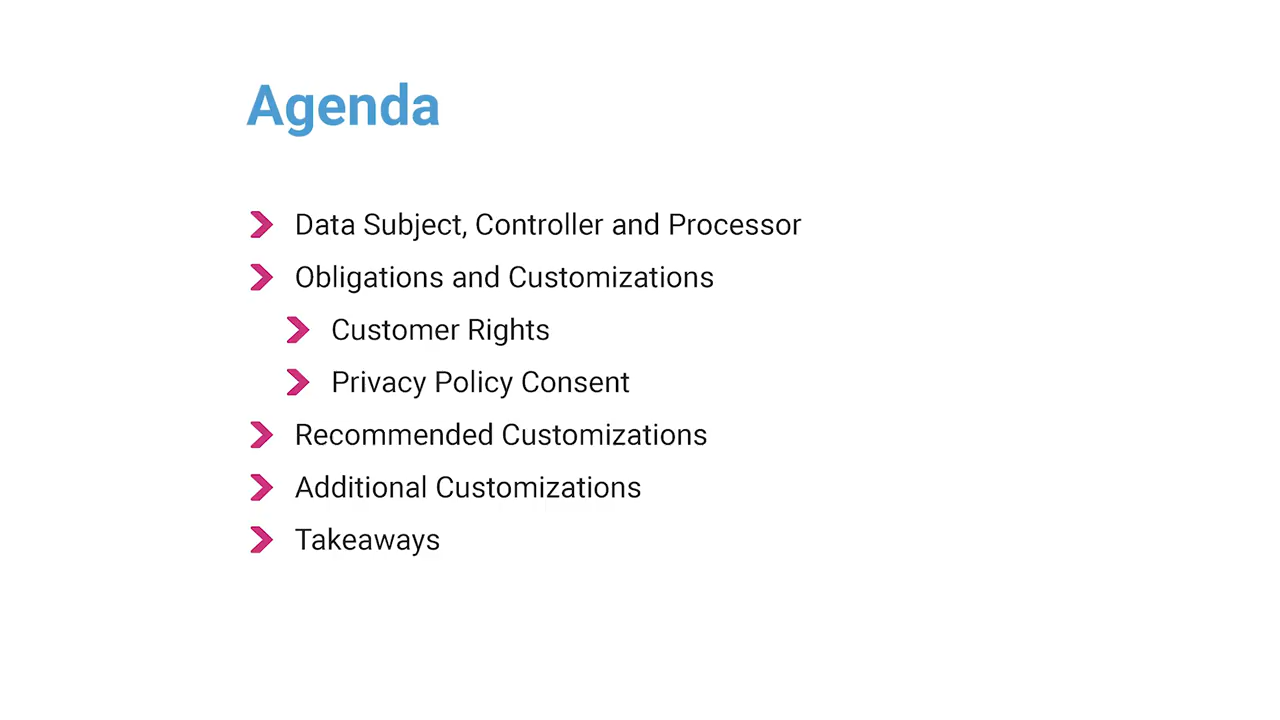 Agenda
Data Subject, Controller and Processor
Obligations and Customizations
Customer Rights
Privacy Policy Consent
Recommended Customizations
Additional Customizations
Takeaways